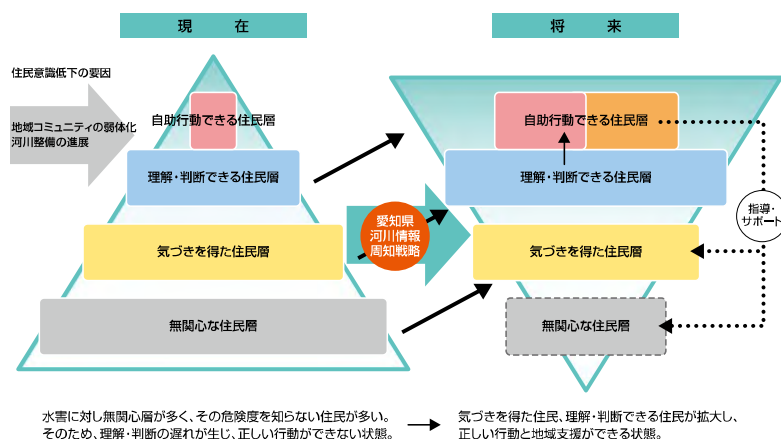 現 在
将 来
住民意識低下の要因
地域コミュニティの弱体化
河川整備の進展
自助行動できる住民層
理解・判断できる住民層
気づきを得た住民層
無関心な住民層
愛知県
河川情報
周知戦略
自助行動できる住民層
理解・判断できる住民層
気づきを得た住民層
無関心な住民層
指導・
サポート
水害に対し無関心層が多く、その危険度を知らない住民が多い。
そのため、理解・判断の遅れが生じ、正しい行動ができない状態。
気づきを得た住民、理解・判断できる住民が拡大し、
正しい行動と地域支援ができる状態。